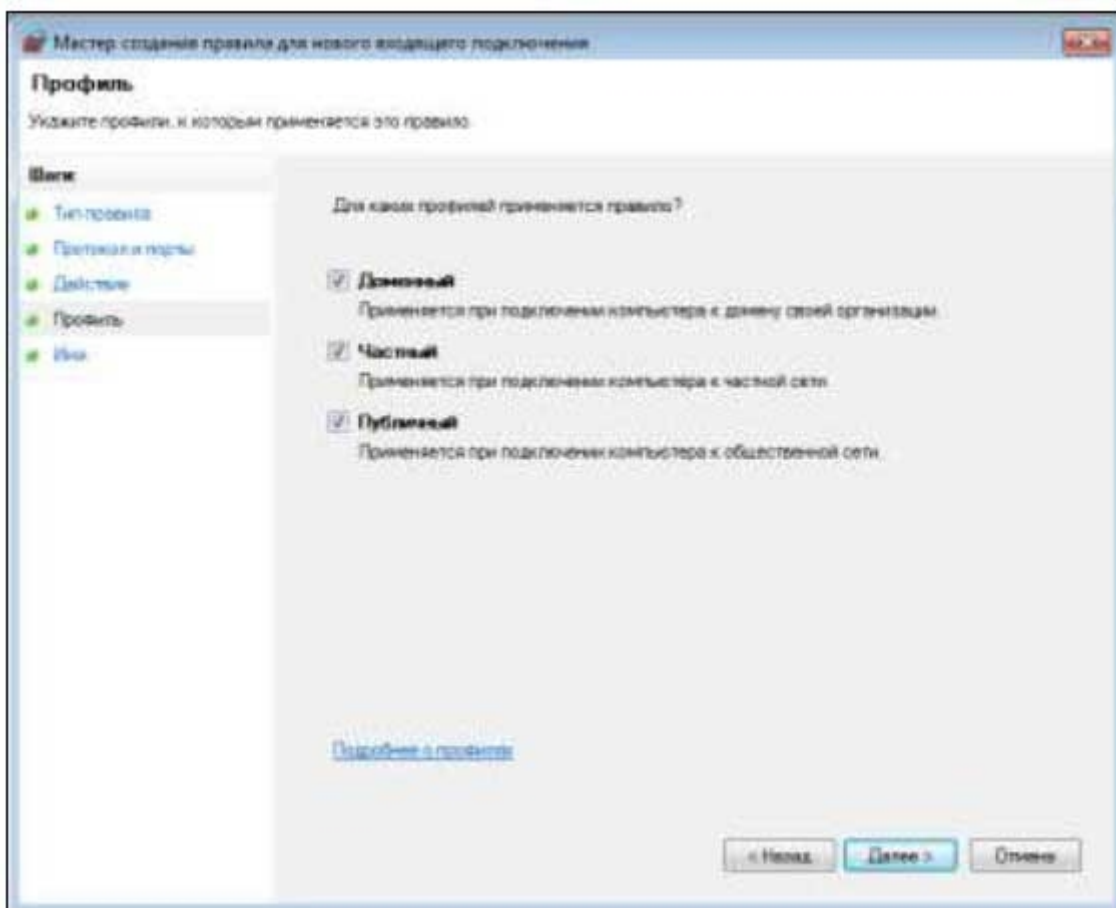 Мастер создания правила для нового входящего подключения
Профиль
Укажите профили, к которым применяется это правило.
Шаги:
Тип правила
Протокол и порты
Действие
Профиль
Имя
Для каких профилей применяется правило?
Доменный
Применяется при подключении компьютера к домену своей организации.
Частный
Применяется при подключении компьютера к частной сети.
Публичный
Применяется при подключении компьютера к общественной сети.
Подробнее о профилях
< Назад
Далее >
Отмена